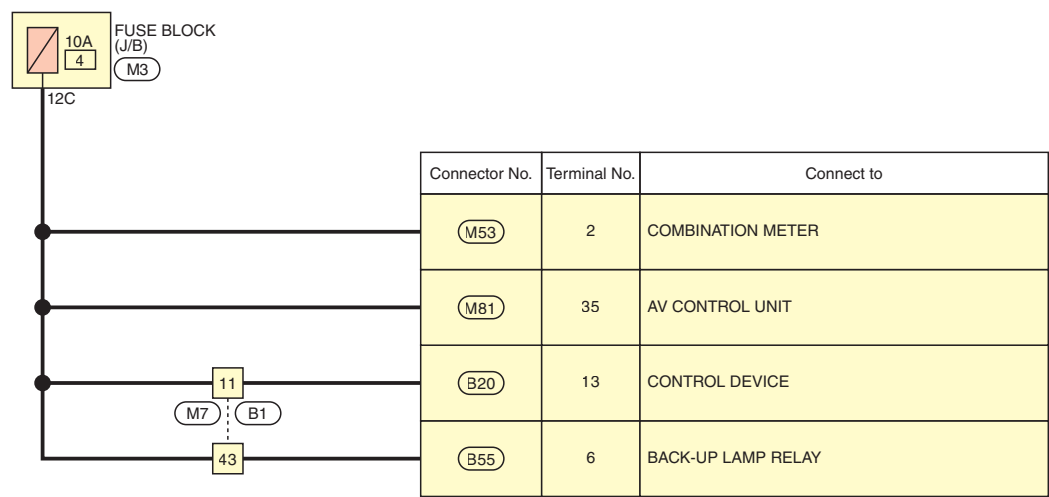 10A
4
FUSE BLOCK
(J/B)
M3
12C
Connector No. Terminal No. Connect to
M53 2 COMBINATION METER
M81 35 AV CONTROL UNIT
11 B20 13 CONTROL DEVICE
M7 B1
43 B55 6 BACK-UP LAMP RELAY